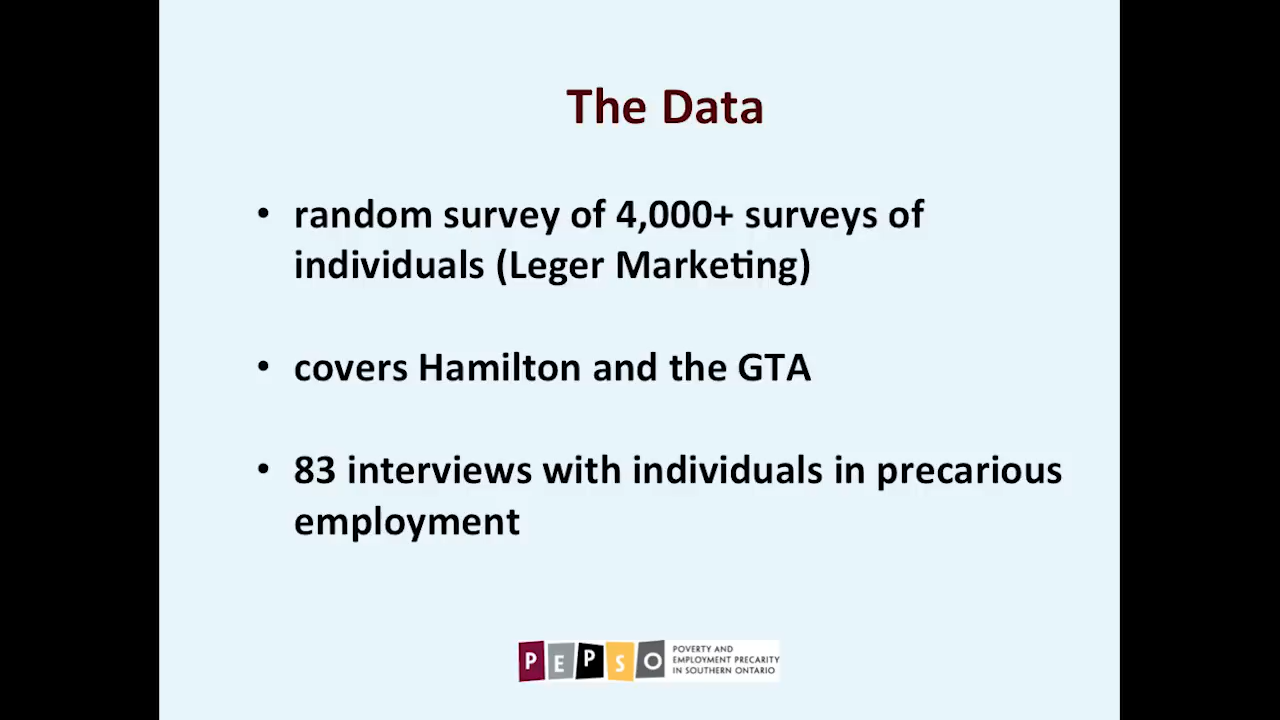 The Data
• random survey of 4,000+ surveys of
individuals (Leger Marketing)
• covers Hamilton and the GTA
• 83 interviews with individuals in precarious
employment
PEPSO
POVERTY AND
EMPLOYMENT PRECARITY
IN SOUTHERN ONTARIO